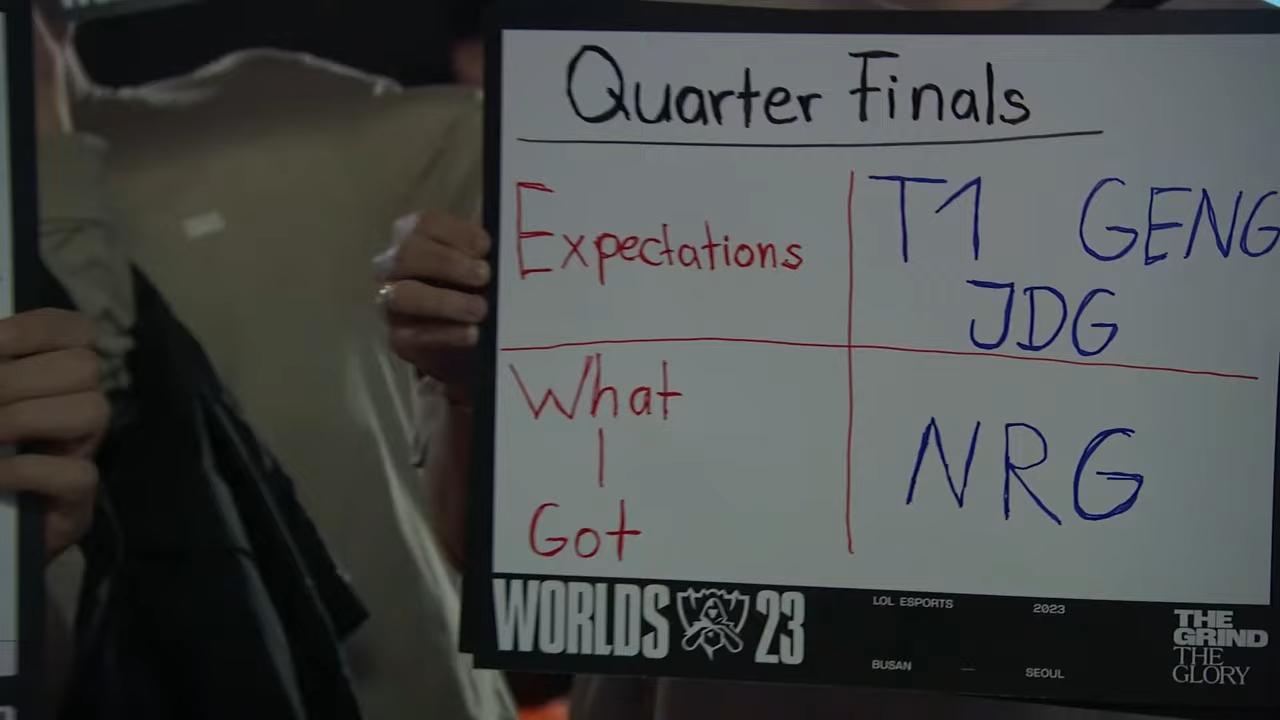 Quarter Finals
Expectations
T1 GENG
JDG
What
I
Got
NRG
WORLDS 23
LOL ESPORTS 2023
BUSAN — SEOUL
THE
GRIND
THE
GLORY